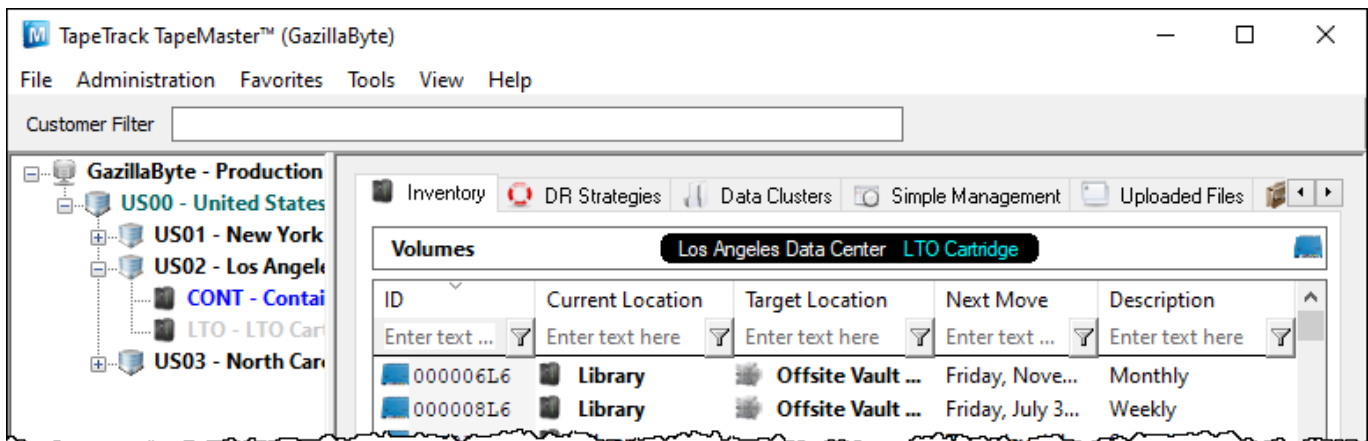 TapeTrack TapeMaster™ (GazillaByte)
File Administration Favorites Tools View Help
Customer Filter
GazillaByte - Production
US00 - United States
US01 - New York
US02 - Los Angele
CONT - Contai
LTO - LTO Cart
US03 - North Car
Inventory DR Strategies Data Clusters Simple Management Uploaded Files
Volumes Los Angeles Data Center LTO Cartridge
ID Current Location Target Location Next Move Description
Enter text ... Enter text here Enter text here Enter text ... Enter text here
000006L6 Library Offsite Vault ... Friday, Nove... Monthly
000008L6 Library Offsite Vault ... Friday, July 3... Weekly